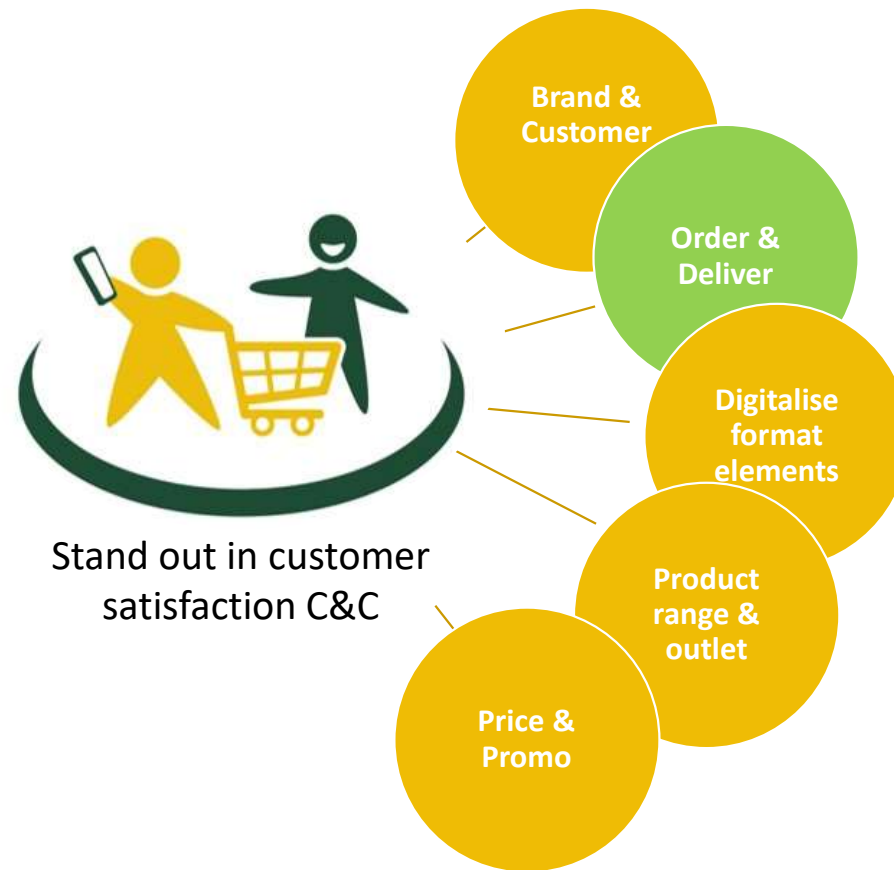 Brand &
Customer
Order &
Deliver
Digitalise
format
elements
Product
range &
outlet
Price &
Promo
Stand out in customer
satisfaction C&C